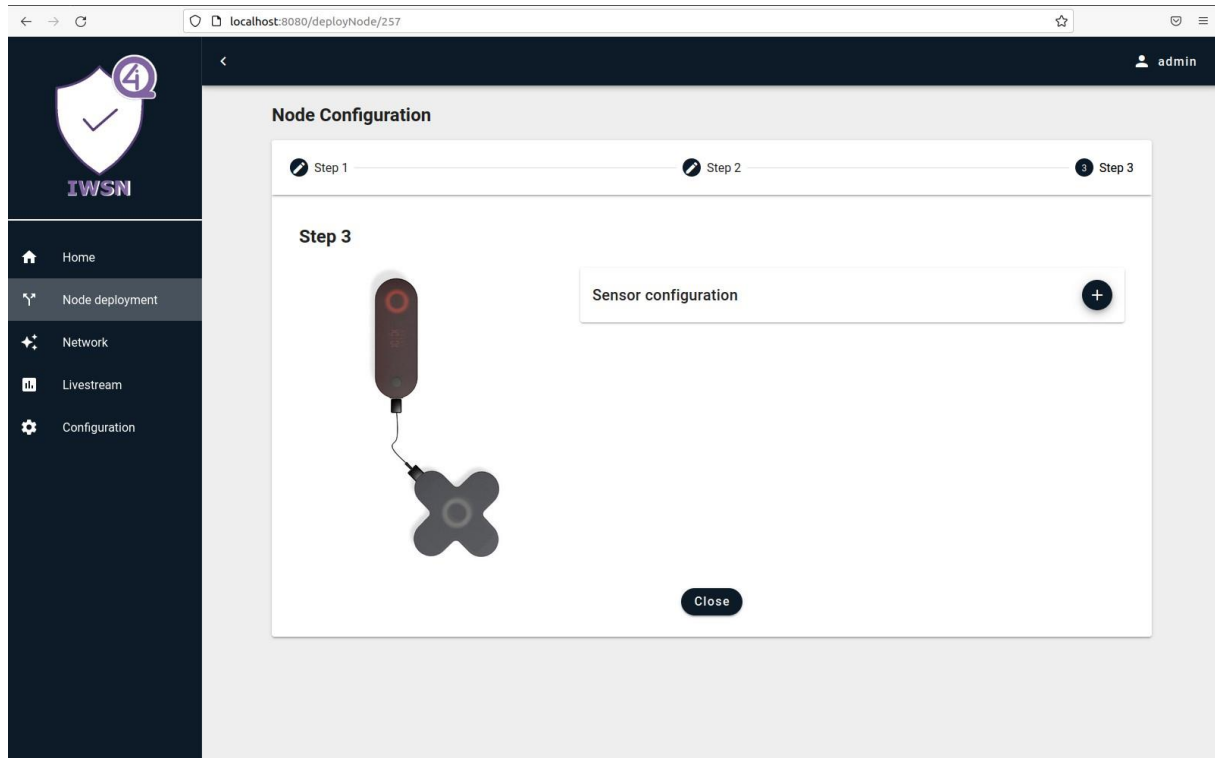 localhost:8080/deployNode/257
admin
IWSN
Node Configuration
Step 1
Step 2
3 Step 3
Step 3
Home
Node deployment
Network
Livestream
Configuration
Sensor configuration
Close